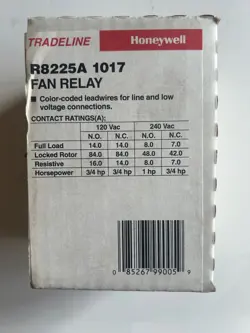 TRADELINE Honeywell
R8225A 1017
FAN RELAY
■ Color-coded leadwires for line and low
voltage connections.
CONTACT RATINGS(A):
120 Vac 240 Vac
N.O. N.C. N.O. N.C.
Full Load 14.0 14.0 8.0 7.0
Locked Rotor 84.0 84.0 48.0 42.0
Resistive 16.0 14.0 8.0 7.0
Horsepower 3/4 hp 3/4 hp 1 hp 3/4 hp
0 85267 99005 9